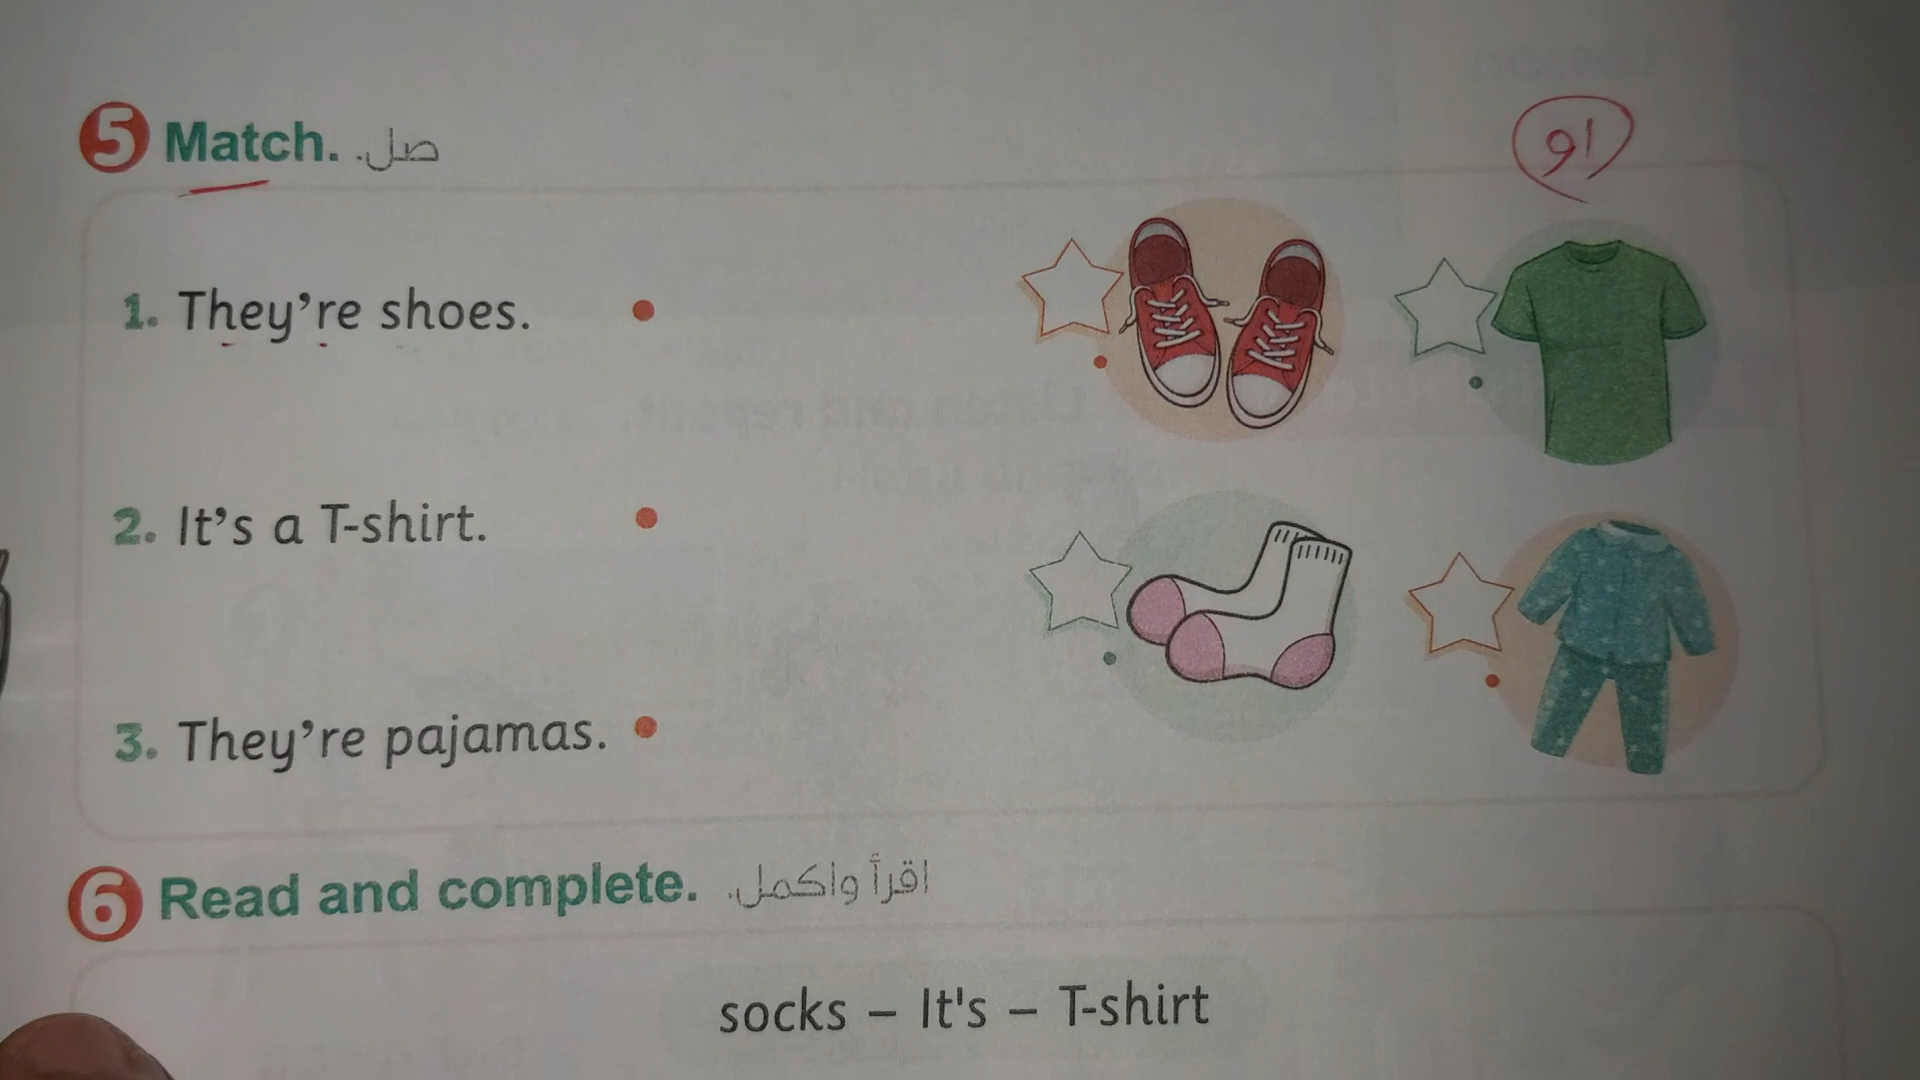 5 Match. صل.
او
1. They're shoes.
2. It's a T-shirt.
3. They're pajamas.
6 Read and complete. اقرأ واكمل.
socks – It's – T-shirt